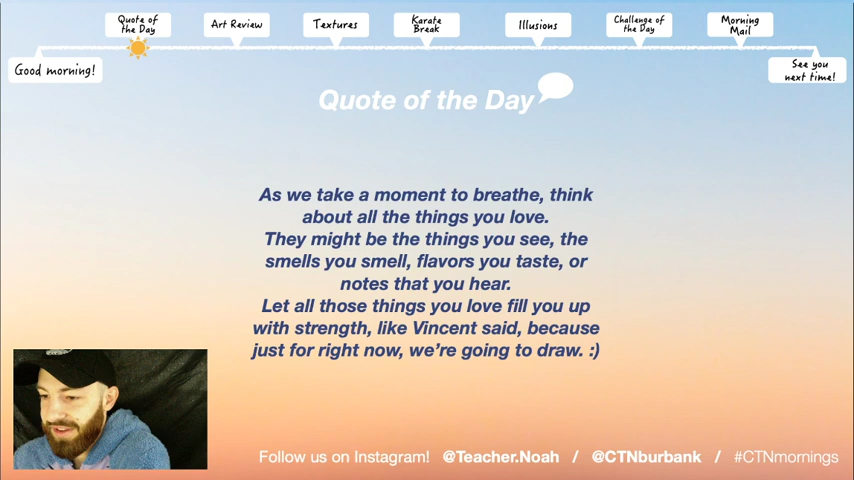 Quote of
the Day
Art Review
Textures
Karate
Break
Illusions
Challenge of
the Day
Morning
Mail
Good morning!
See you
next time!
Quote of the Day
As we take a moment to breathe, think
about all the things you love.
They might be the things you see, the
smells you smell, flavors you taste, or
notes that you hear.
Let all those things you love fill you up
with strength, like Vincent said, because
just for right now, we're going to draw. :)
Follow us on Instagram! @Teacher.Noah / @CTNburbank / #CTNmornings